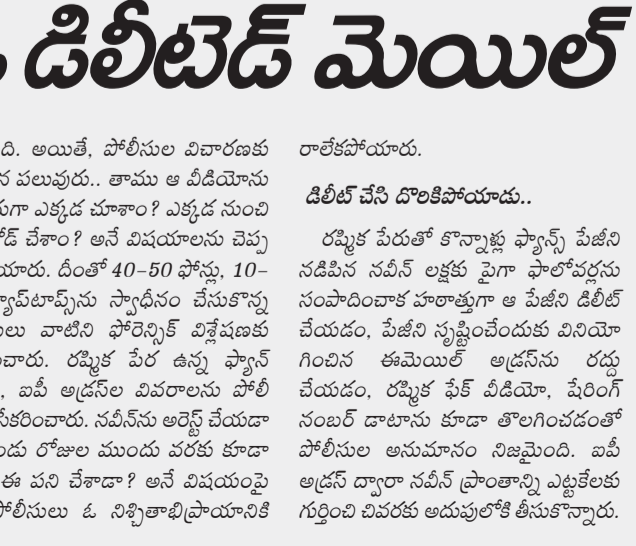 డిలీటెడ్ మెయిల్
ది. అయితే, పోలీసుల విచారణకు
న పలువురు.. తాము ఆ వీడియోను
గా ఎక్కడ చూశాం? ఎక్కడ నుంచి
చేశాం? అనే విషయాలను చెప్ప
యారు. దీంతో 40-50 ఫోన్లు, 10-
ల్యాప్‌టాప్స్‌ను స్వాధీనం చేసుకొన్న
లు వాటిని ఫోరెన్సిక్ విశ్లేషణకు
చారు. రష్మిక పేర ఉన్న ఫ్యాన్
, ఐపీ అడ్రస్‌ల వివరాలను పోలీ
సేకరించారు. నవీన్‌ను అరెస్ట్ చేయడా
రోజుల ముందు వరకు కూడా
ఈ పని చేశాడా? అనే విషయంపై
పోలీసులు ఓ నిశ్చితాభిప్రాయానికి
రాలేకపోయారు.
డిలీట్ చేసి దొరికిపోయాడు..
రష్మిక పేరుతో కొన్నాళ్లు ఫ్యాన్స్ పేజీని
నడిపిన నవీన్ లక్షకు పైగా ఫాలోవర్లను
సంపాదించాక హఠాత్తుగా ఆ పేజీని డిలీట్
చేయడం, పేజీని సృష్టించేందుకు వినియో
గించిన ఈమెయిల్ అడ్రస్‌ను రద్దు
చేయడం, రష్మిక ఫేక్ వీడియో, షేరింగ్
నంబర్ డాటాను కూడా తొలగించడంతో
పోలీసుల అనుమానం నిజమైంది. ఐపీ
అడ్రస్ ద్వారా నవీన్ ప్రాంతాన్ని ఎట్టకేలకు
గుర్తించి చివరకు అదుపులోకి తీసుకొన్నారు.